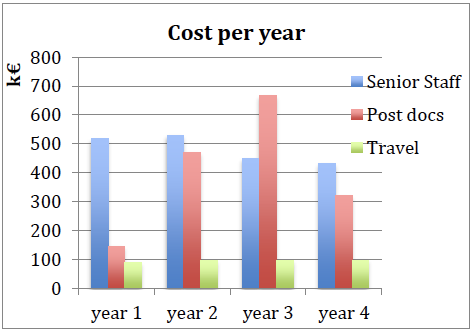 Cost per year
k€
800
700
600
500
400
300
200
100
0
Senior Staff
Post docs
Travel
year 1 year 2 year 3 year 4